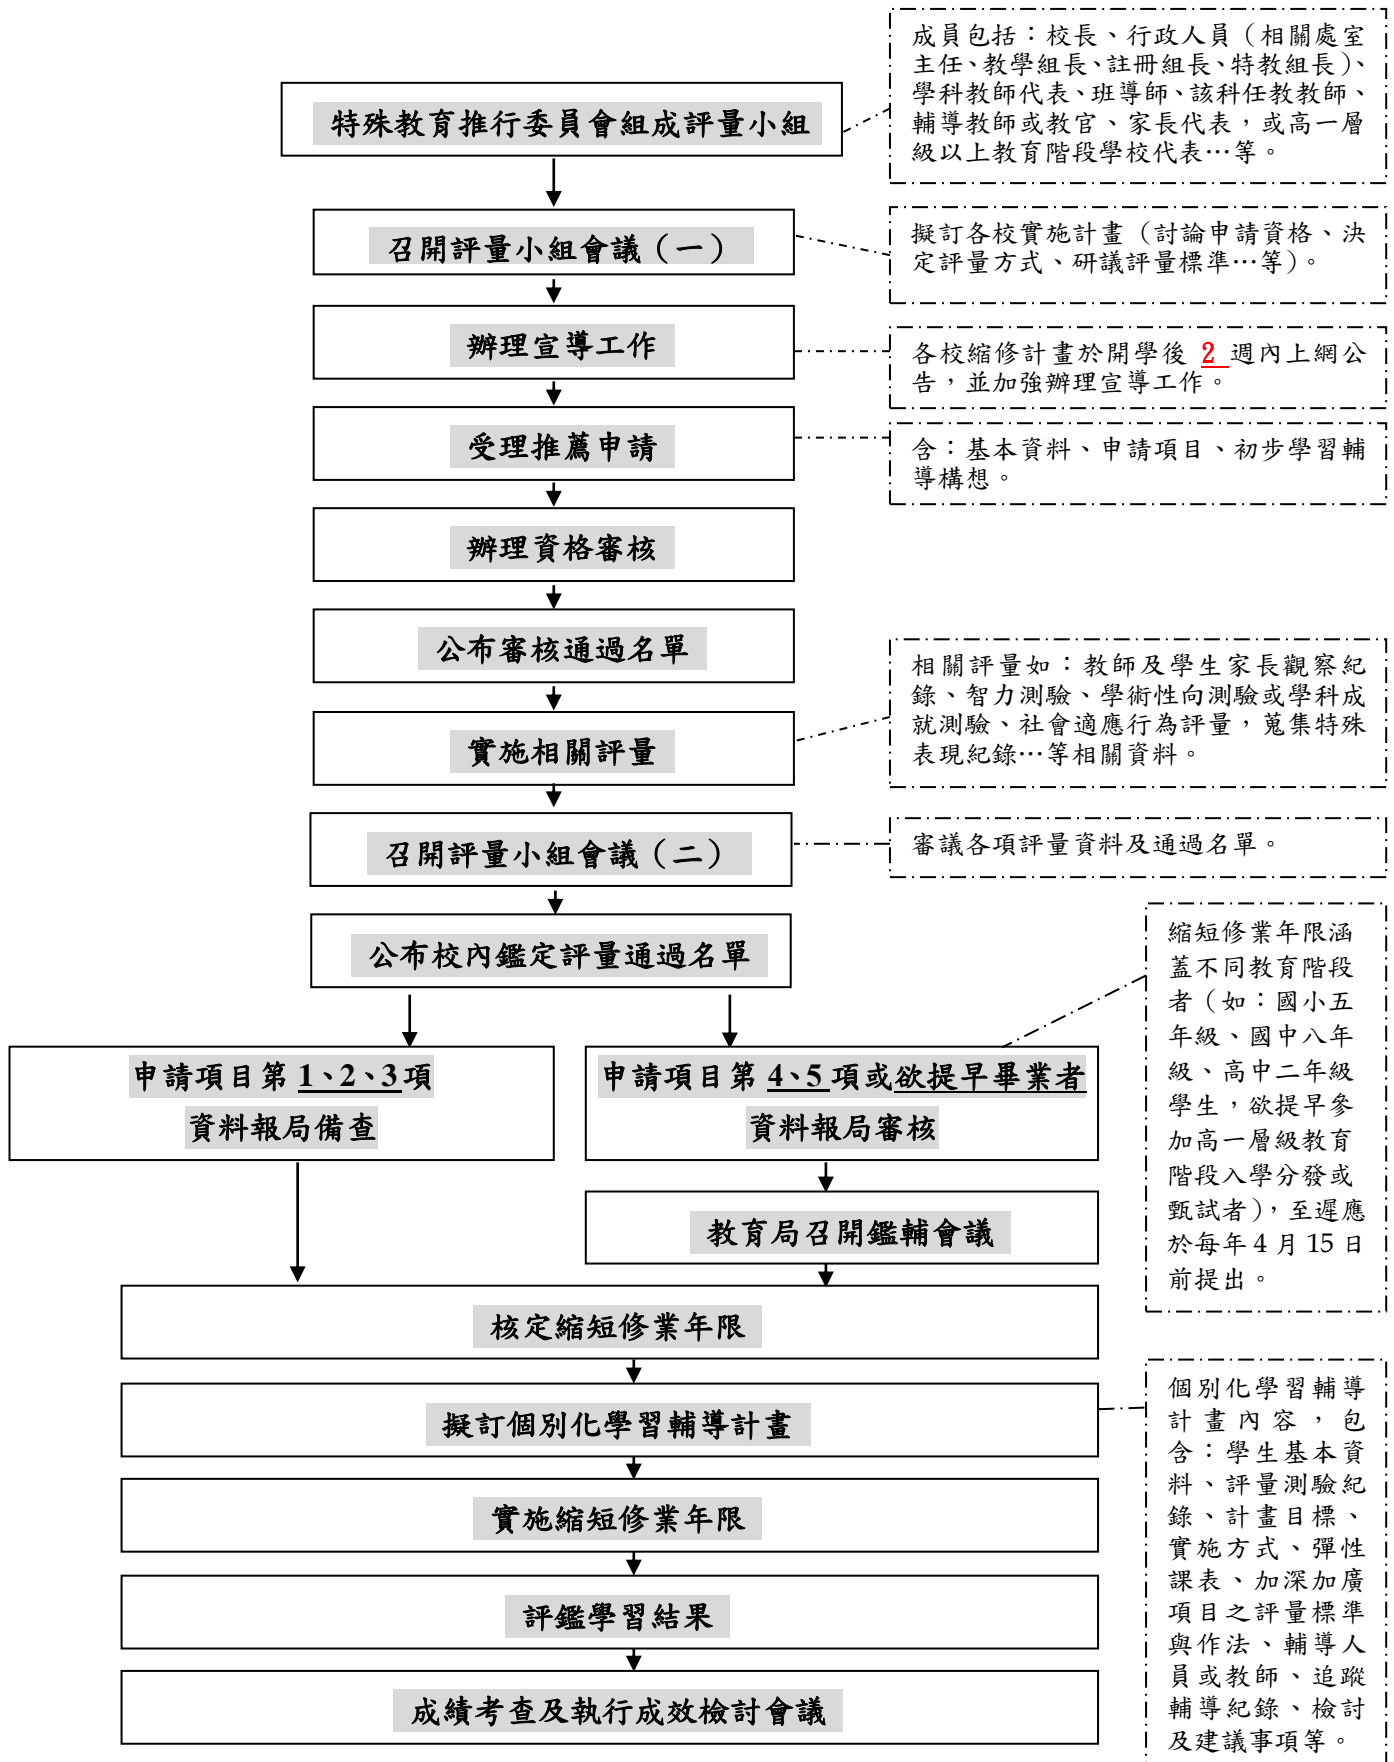 特殊教育推行委員會組成評量小組
成員包括：校長、行政人員（相關處室
主任、教學組長、註冊組長、特教組長）、
學科教師代表、班導師、該科任教教師、
輔導教師或教官、家長代表，或高一層
級以上教育階段學校代表…等。
召開評量小組會議（一）
擬訂各校實施計畫（討論申請資格、決
定評量方式、研議評量標準…等）。
辦理宣導工作
各校縮修計畫於開學後 2 週內上網公
告，並加強辦理宣導工作。
受理推薦申請
含：基本資料、申請項目、初步學習輔
導構想。
辦理資格審核
公布審核通過名單
實施相關評量
相關評量如：教師及學生家長觀察紀
錄、智力測驗、學術性向測驗或學科成
就測驗、社會適應行為評量，蒐集特殊
表現紀錄…等相關資料。
召開評量小組會議（二）
審議各項評量資料及通過名單。
公布校內鑑定評量通過名單
縮短修業年限涵
蓋不同教育階段
者（如：國小五
年級、國中八年
級、高中二年級
學生，欲提早參
加高一層級教育
階段入學分發或
甄試者），至遲應
於每年 4 月 15 日
前提出。
申請項目第 1、2、3 項
資料報局備查
申請項目第 4、5 項或欲提早畢業者
資料報局審核
教育局召開鑑輔會議
核定縮短修業年限
擬訂個別化學習輔導計畫
個別化學習輔導
計畫內容，包
含：學生基本資
料、評量測驗紀
錄、計畫目標、
實施方式、彈性
課表、加深加廣
項目之評量標準
與作法、輔導人
員或教師、追蹤
輔導紀錄、檢討
及建議事項等。
實施縮短修業年限
評鑑學習結果
成績考查及執行成效檢討會議